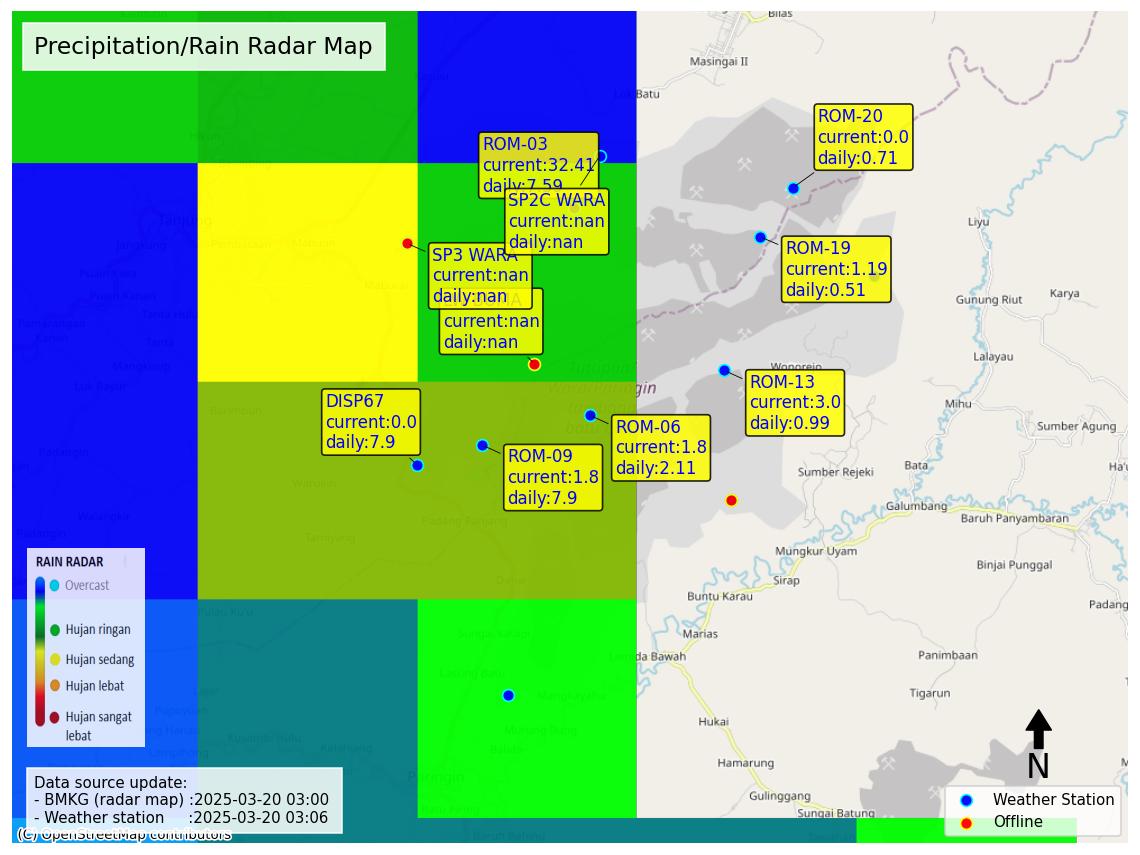 Precipitation/Rain Radar Map
Bilas
Masingai II
Batu
ROM-20
current:0.0
daily:0.71
ROM-03
current:32.41
daily:7.59
SP2C WARA
current:nan
daily:nan
Tanjung
Liyu
ROM-19
current:1.19
daily:0.51
SP3 WARA
current:nan
daily:nan
current:nan
daily:nan
Gunung Riut
Karya
Lalayau
Wonorejo
ROM-13
current:3.0
daily:0.99
Mihu
DISP67
current:0.0
daily:7.9
ROM-06
current:1.8
daily:2.11
Sumber Agung
ROM-09
current:1.8
daily:7.9
Sumber Rejeki
Bata
Galumbang
Baruh Panyambaran
Padang Panjang
Mungkur Uyam
Binjai Punggal
Sirap
Buntu Karau
Padang
RAIN RADAR
Overcast
Hujan ringan
Hujan sedang
Hujan lebat
Hujan sangat
lebat
Marias
Bawah
Panimbaan
Tigarun
Mangkayahu
Hukai
Murung Dung
Hamarung
N
Paringin
Gulinggang
Sungai Batung
Data source update:
- BMKG (radar map) :2025-03-20 03:00
- Weather station :2025-03-20 03:06
Weather Station
Offline
(C) OpenStreetMap contributors